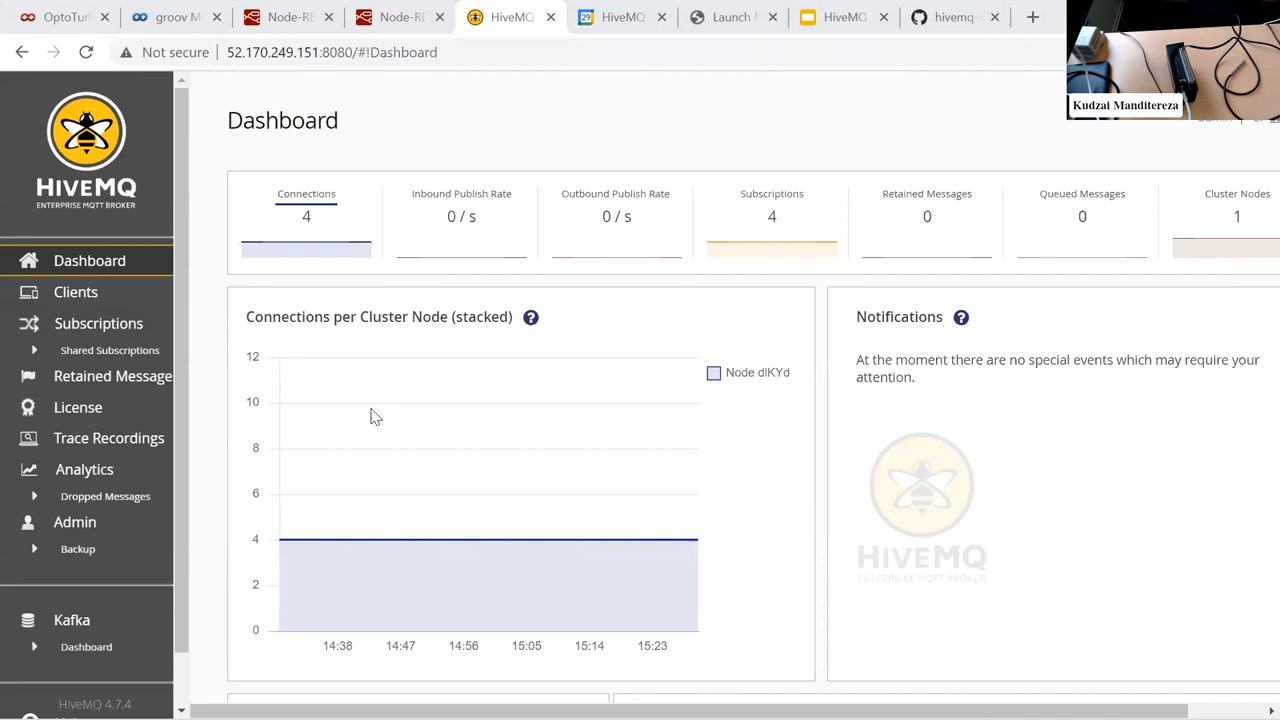 OptoTu
groov M
Node-RE
Node-RE
HiveMQ
HiveMQ
Launch
HiveMQ
hivemq-
29
Not secure
52.170.249.151:8080/#!Dashboard
Kudzai Manditereza
HIVEMQ
ENTERPRISE MQTT BROKER
Dashboard
Clients
Subscriptions
Shared Subscriptions
Retained Message
License
Trace Recordings
Analytics
Dropped Messages
Admin
Backup
Kafka
Dashboard
HiveMQ 4.7.4
Dashboard
Connections
4
Inbound Publish Rate
0 / s
Outbound Publish Rate
0 / s
Subscriptions
4
Retained Messages
0
Queued Messages
0
Cluster Nodes
1
Connections per Cluster Node (stacked) ?
12
10
8
6
4
2
0
14:38 14:47 14:56 15:05 15:14 15:23
Node dlKYd
Notifications ?
At the moment there are no special events which may require your
attention.
HIVEMQ
ENTERPRISE MQTT BROKER